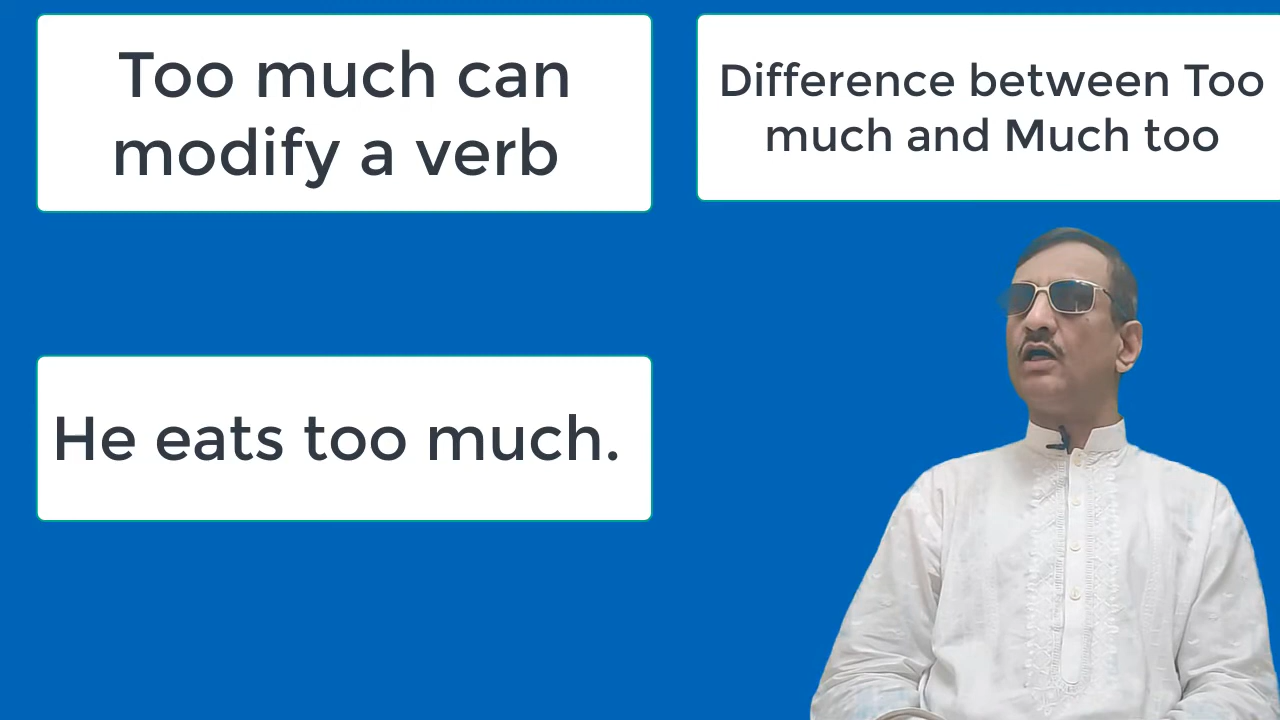 Too much can
modify a verb
Difference between Too
much and Much too
He eats too much.